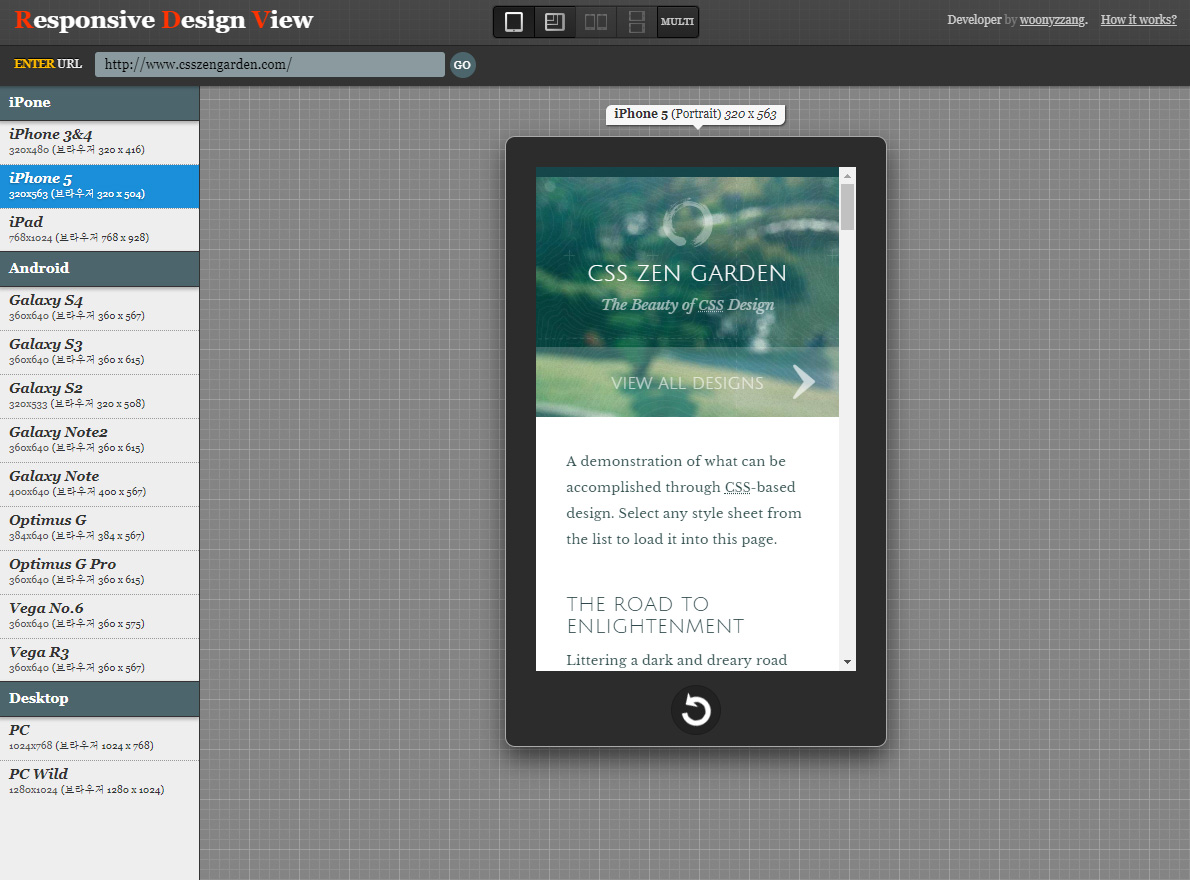 Responsive Design View
MULTI
Developer by woonyzzang. How it works?
ENTER URL http://www.csszengarden.com/ GO
iPone
iPhone 3&4
320x480 (브라우저 320 x 416)
iPhone 5
320x563 (브라우저 320 x 504)
iPad
768x1024 (브라우저 768 x 928)
Android
Galaxy S4
360x640 (브라우저 360 x 567)
Galaxy S3
360x640 (브라우저 360 x 615)
Galaxy S2
320x533 (브라우저 320 x 508)
Galaxy Note2
360x640 (브라우저 360 x 615)
Galaxy Note
400x640 (브라우저 400 x 567)
Optimus G
384x640 (브라우저 384 x 567)
Optimus G Pro
360x640 (브라우저 360 x 615)
Vega No.6
360x640 (브라우저 360 x 575)
Vega R3
360x640 (브라우저 360 x 567)
Desktop
PC
1024x768 (브라우저 1024 x 768)
PC Wild
1280x1024 (브라우저 1280 x 1024)
iPhone 5 (Portrait) 320 x 563
CSS ZEN GARDEN
The Beauty of CSS Design
VIEW ALL DESIGNS
A demonstration of what can be
accomplished through CSS-based
design. Select any style sheet from
the list to load it into this page.
THE ROAD TO
ENLIGHTENMENT
Littering a dark and dreary road